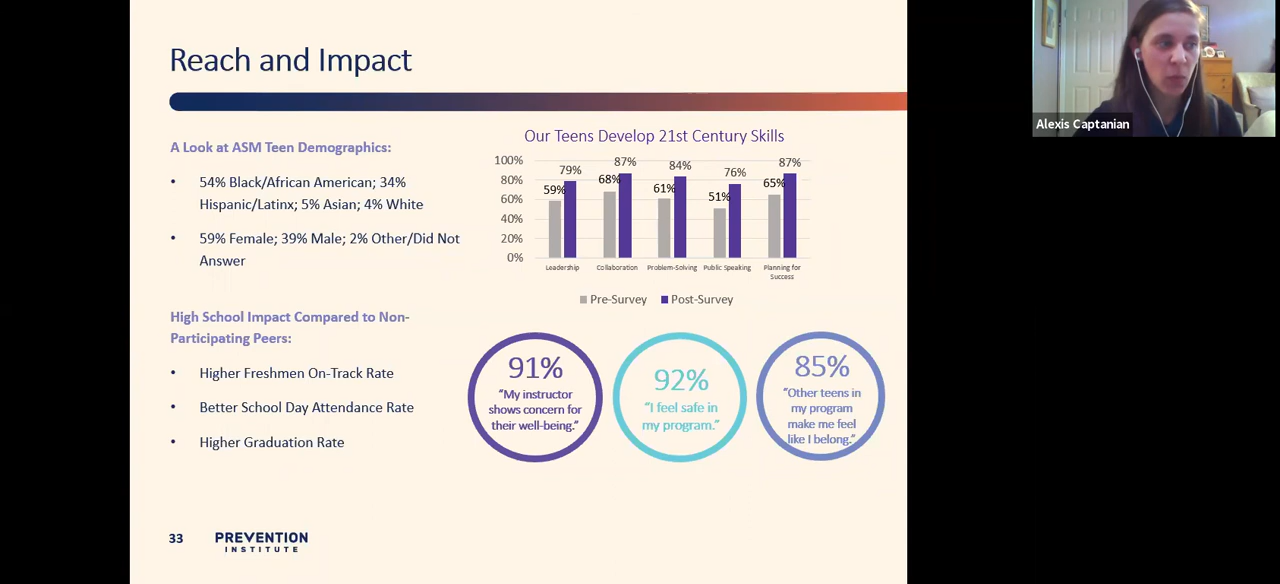 Reach and Impact
A Look at ASM Teen Demographics:
• 54% Black/African American; 34%
Hispanic/Latinx; 5% Asian; 4% White
• 59% Female; 39% Male; 2% Other/Did Not
Answer
High School Impact Compared to Non-
Participating Peers:
• Higher Freshmen On-Track Rate
• Better School Day Attendance Rate
• Higher Graduation Rate
Our Teens Develop 21st Century Skills
100%
80%
60%
40%
20%
0%
59% 79%
68% 87%
61% 84%
51% 76%
65% 87%
Leadership Collaboration Problem-Solving Public Speaking Planning for
Success
Pre-Survey Post-Survey
91%
"My instructor
shows concern for
their well-being."
92%
"I feel safe in
my program."
85%
"Other teens in
my program
make me feel
like I belong."
33
PREVENTION
INSTITUTE
Alexis Captanian